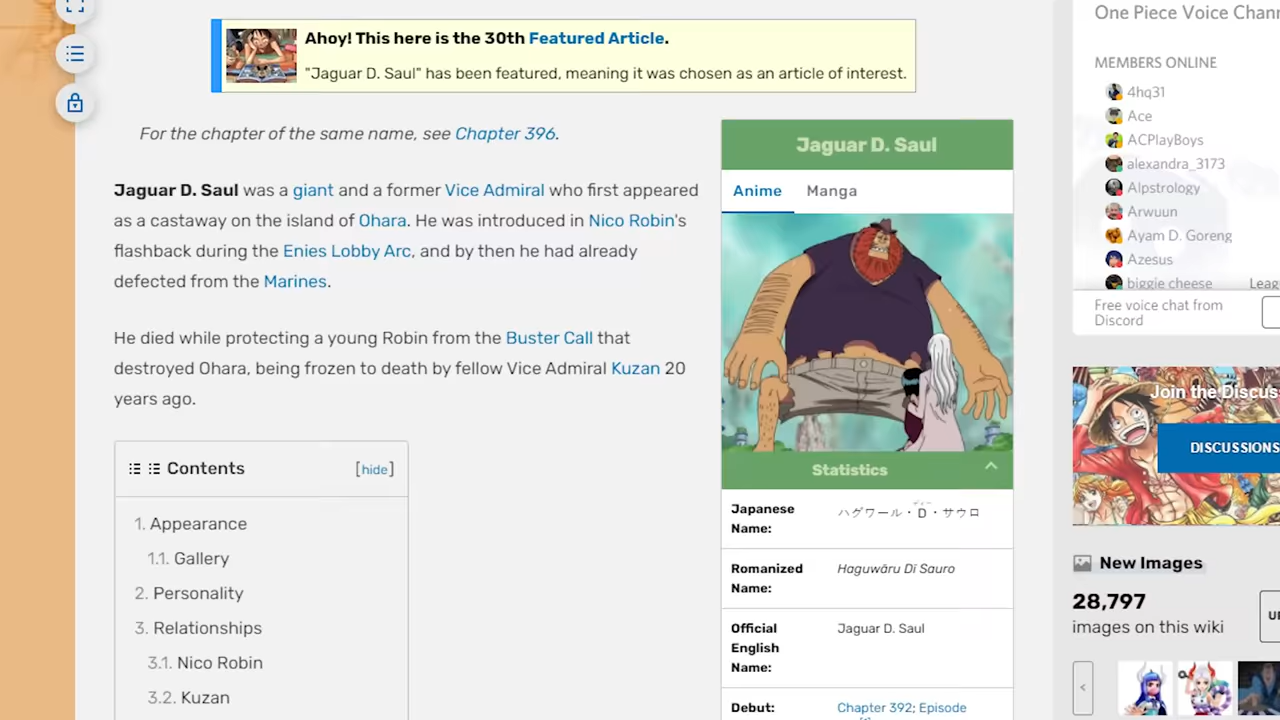 Ahoy! This here is the 30th Featured Article.
"Jaguar D. Saul" has been featured, meaning it was chosen as an article of interest.
For the chapter of the same name, see Chapter 396.
Jaguar D. Saul was a giant and a former Vice Admiral who first appeared
as a castaway on the island of Ohara. He was introduced in Nico Robin's
flashback during the Enies Lobby Arc, and by then he had already
defected from the Marines.
He died while protecting a young Robin from the Buster Call that
destroyed Ohara, being frozen to death by fellow Vice Admiral Kuzan 20
years ago.
Contents [hide]
1. Appearance
1.1. Gallery
2. Personality
3. Relationships
3.1. Nico Robin
3.2. Kuzan
Jaguar D. Saul
Anime Manga
Statistics
Japanese
Name:
ハグワール・D・サウロ
Romanized
Name:
Haguwāru Dī Sauro
Official
English
Name:
Jaguar D. Saul
Debut:
Chapter 392; Episode
One Piece Voice Chann
MEMBERS ONLINE
4hq31
Ace
ACPlayBoys
alexandra_3173
Alpstrology
Arwuun
Ayam D. Goreng
Azesus
biggie cheese Leag
Free voice chat from
Discord
Join the Discus
DISCUSSIONS
New Images
28,797
images on this wiki